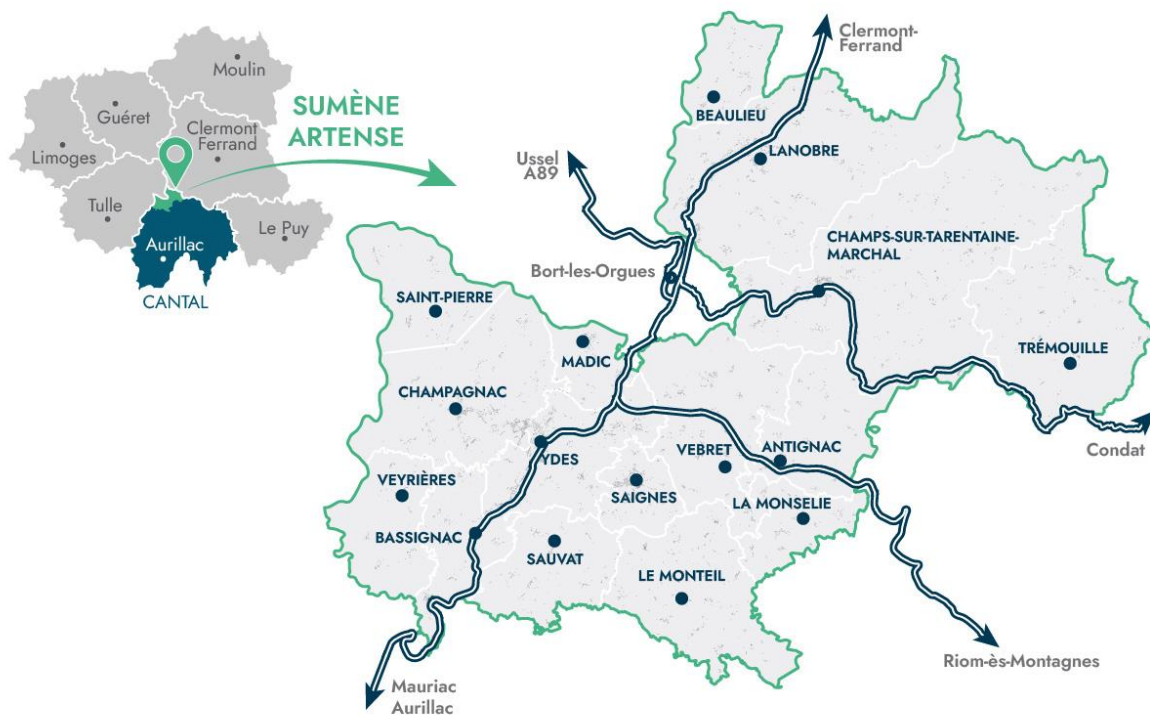 Moulin
Guéret
Clermont
Ferrand
Limoges
Tulle
Le Puy
Aurillac
CANTAL
SUMÈNE
ARTENSE
Clermont-
Ferrand
BEAULIEU
LANOBRE
Ussel
A89
CHAMPS-SUR-TARENTAINE-
MARCHAL
Bort-les-Orgues
SAINT-PIERRE
MADIC
TRÉMOUILLE
CHAMPAGNAC
Condat
YDES
VEBRET
ANTIGNAC
VEYRIÈRES
SAIGNES
LA MONSELIE
BASSIGNAC
SAUVAT
LE MONTEIL
Riom-ès-Montagnes
Mauriac
Aurillac